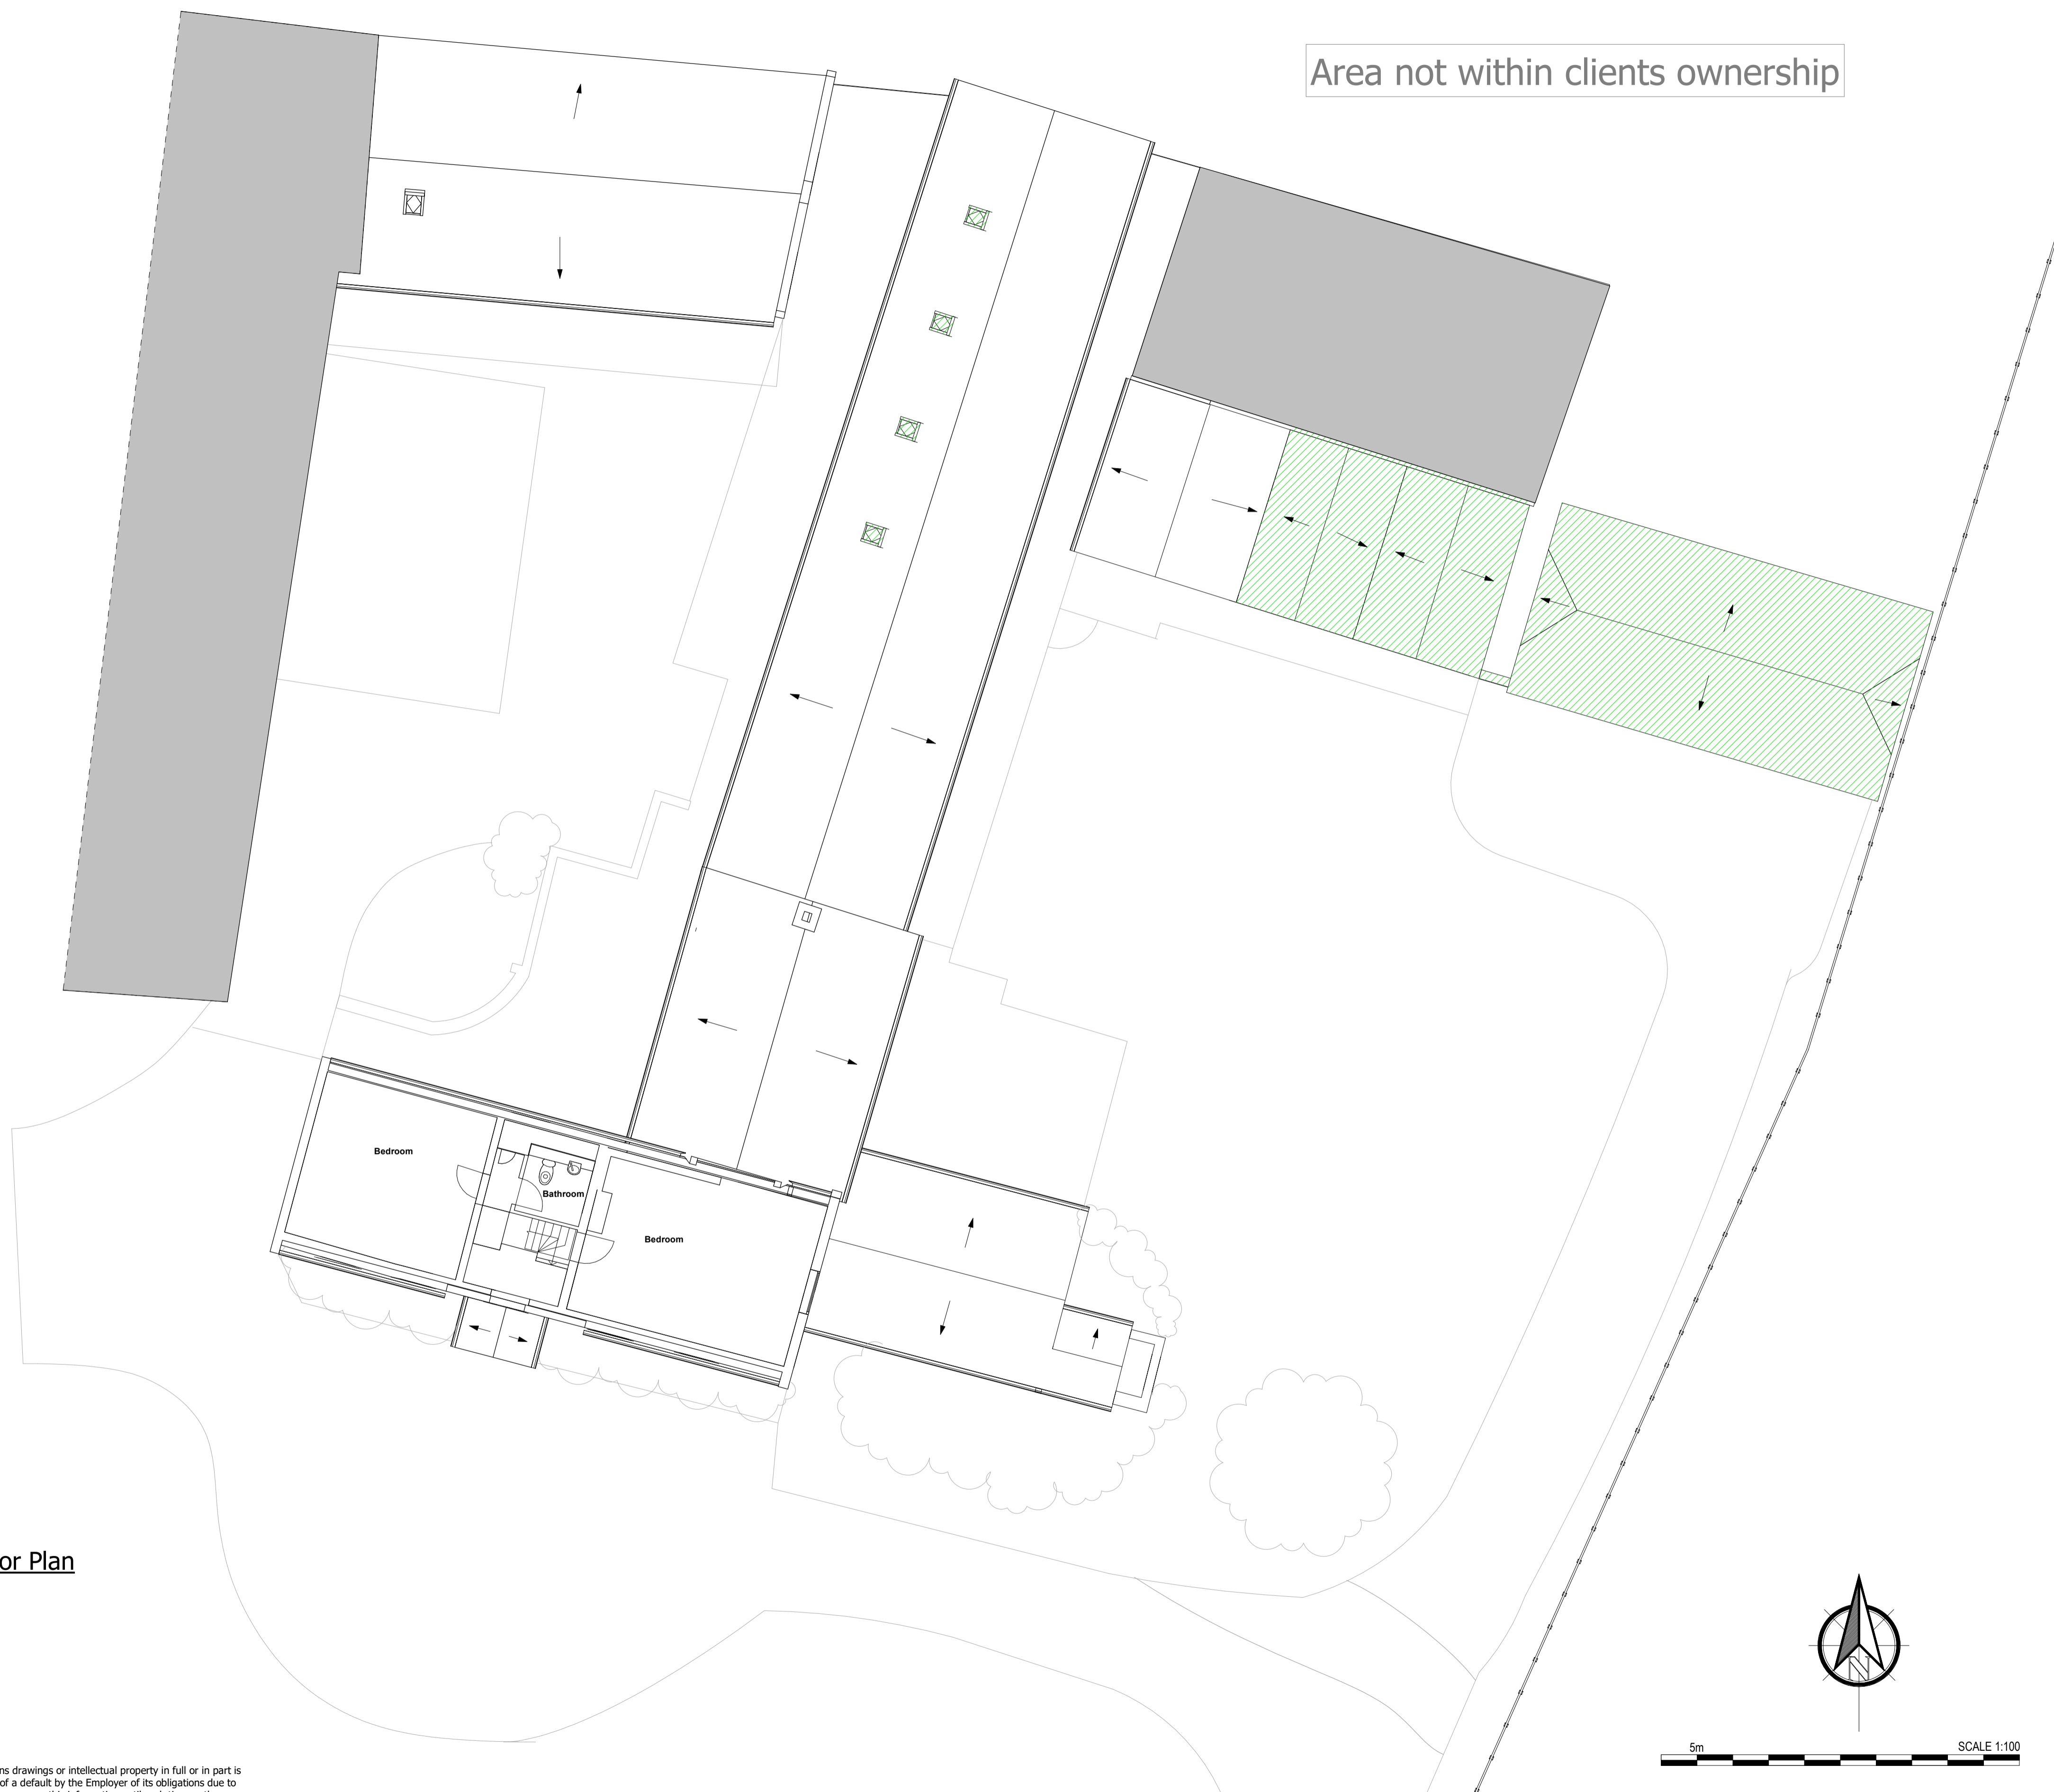 Area not within clients ownership
Bedroom
Bathroom
Bedroom
or Plan
N
5m
SCALE 1:100
ns drawings or intellectual property in full or in part is
of a default by the Employer of its obligations due to